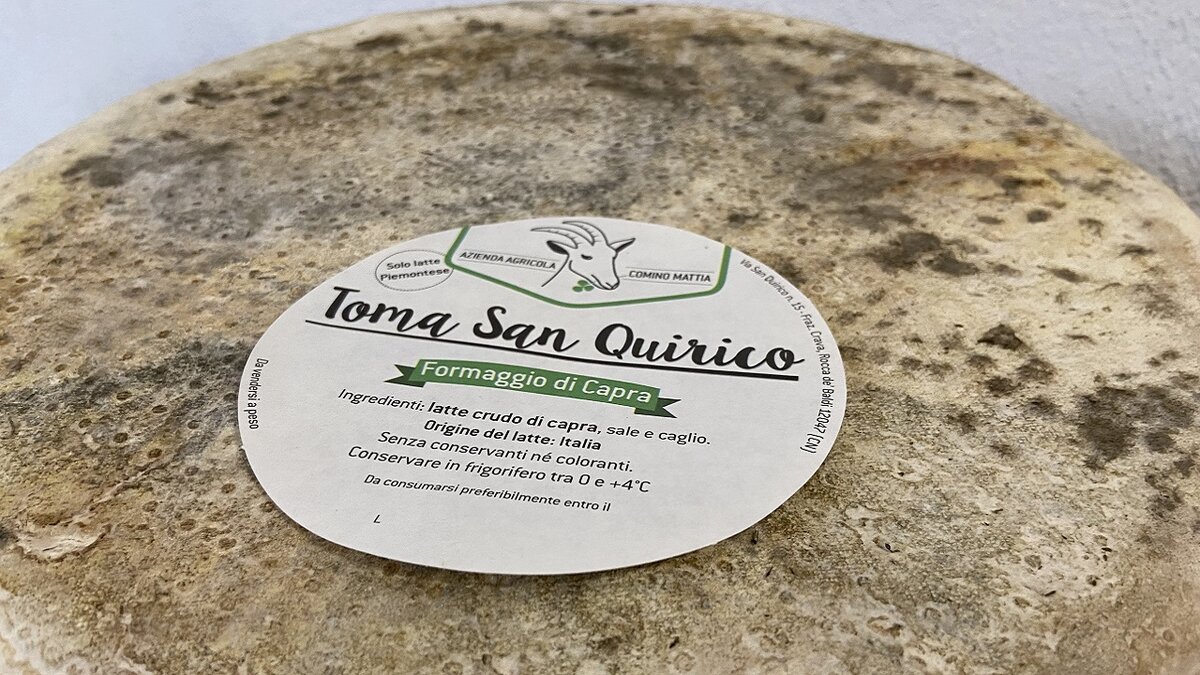 Solo latte
Piemontese
AZIENDA AGRICOLA
COMINO MATTIA
Toma San Quirico
Formaggio di Capra
Ingredienti: latte crudo di capra, sale e caglio.
Origine del latte: Italia
Senza conservanti né coloranti.
Conservare in frigorifero tra 0 e +4°C
Da consumarsi preferibilmente entro il
L
Da vendersi a peso
Via San Quirico n. 15 - Fraz. Crava, Rocca de' Baldi 12047 (CN)